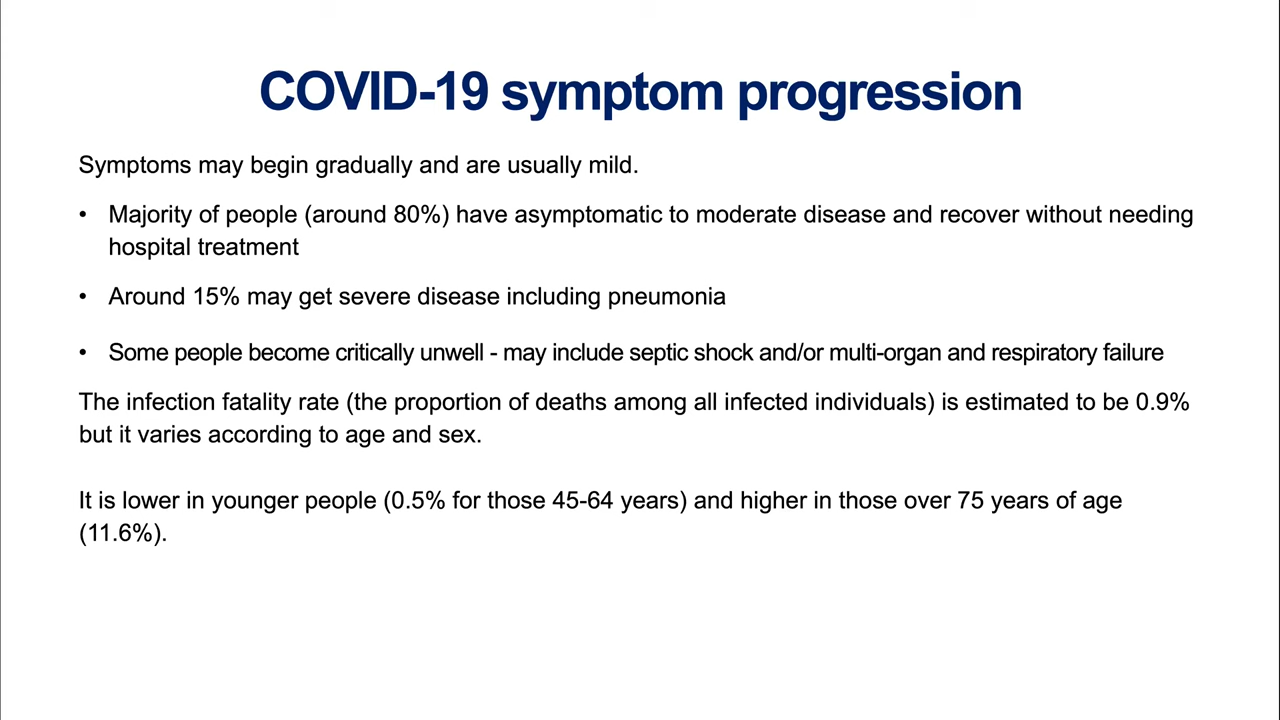 COVID-19 symptom progression
Symptoms may begin gradually and are usually mild.
• Majority of people (around 80%) have asymptomatic to moderate disease and recover without needing
hospital treatment
• Around 15% may get severe disease including pneumonia
• Some people become critically unwell - may include septic shock and/or multi-organ and respiratory failure
The infection fatality rate (the proportion of deaths among all infected individuals) is estimated to be 0.9%
but it varies according to age and sex.
It is lower in younger people (0.5% for those 45-64 years) and higher in those over 75 years of age
(11.6%).